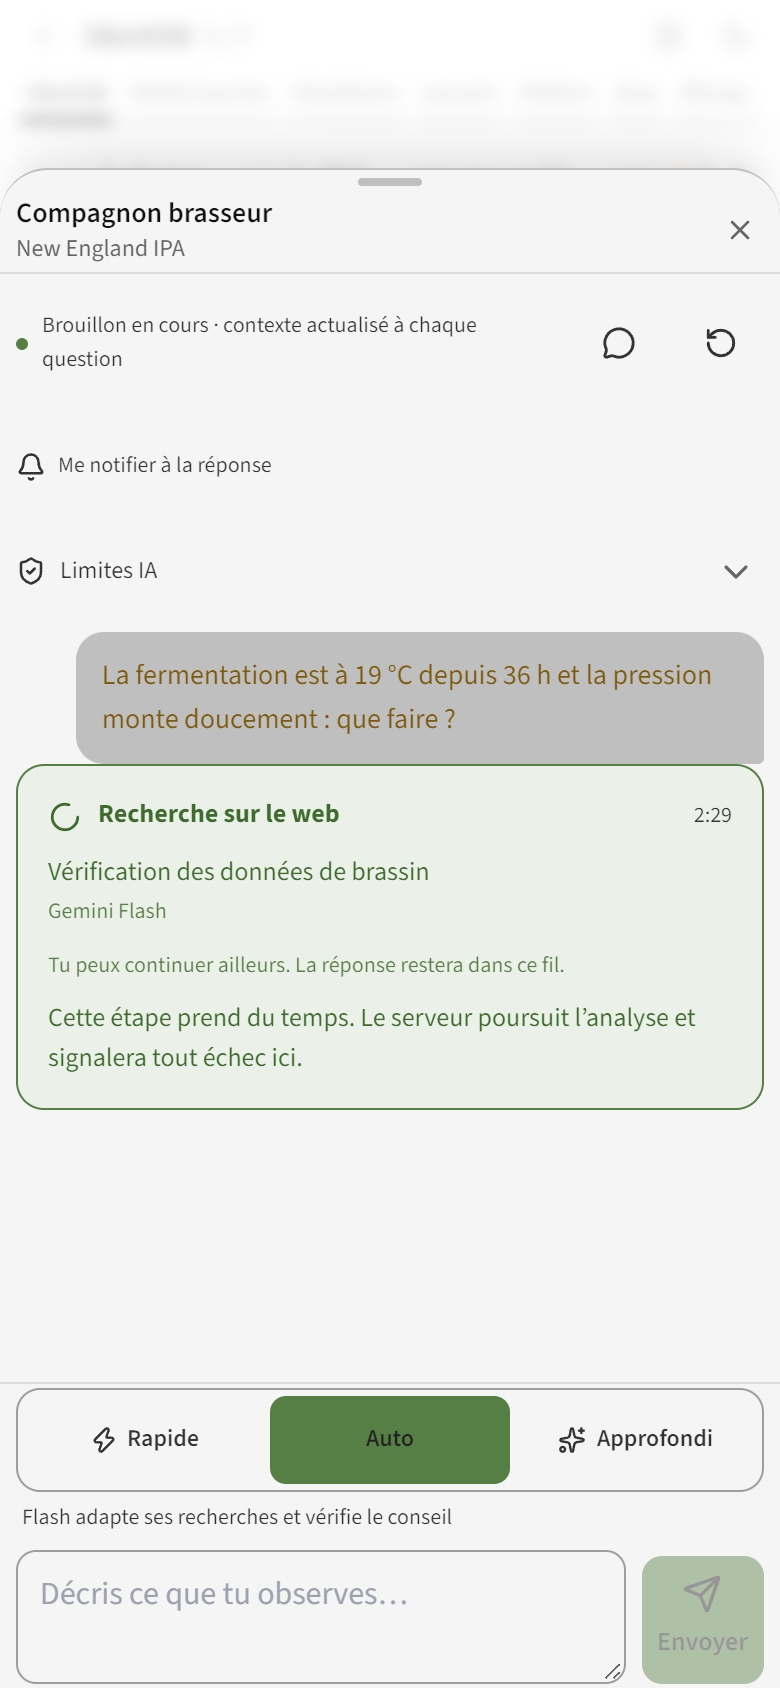 Compagnon brasseur
New England IPA
Brouillon en cours · contexte actualisé à chaque
question
Me notifier à la réponse
Limites IA
La fermentation est à 19 °C depuis 36 h et la pression
monte doucement : que faire ?
Recherche sur le web 2:29
Vérification des données de brassin
Gemini Flash
Tu peux continuer ailleurs. La réponse restera dans ce fil.
Cette étape prend du temps. Le serveur poursuit l’analyse et
signalera tout échec ici.
Rapide Auto Approfondi
Flash adapte ses recherches et vérifie le conseil
Décris ce que tu observes…
Envoyer